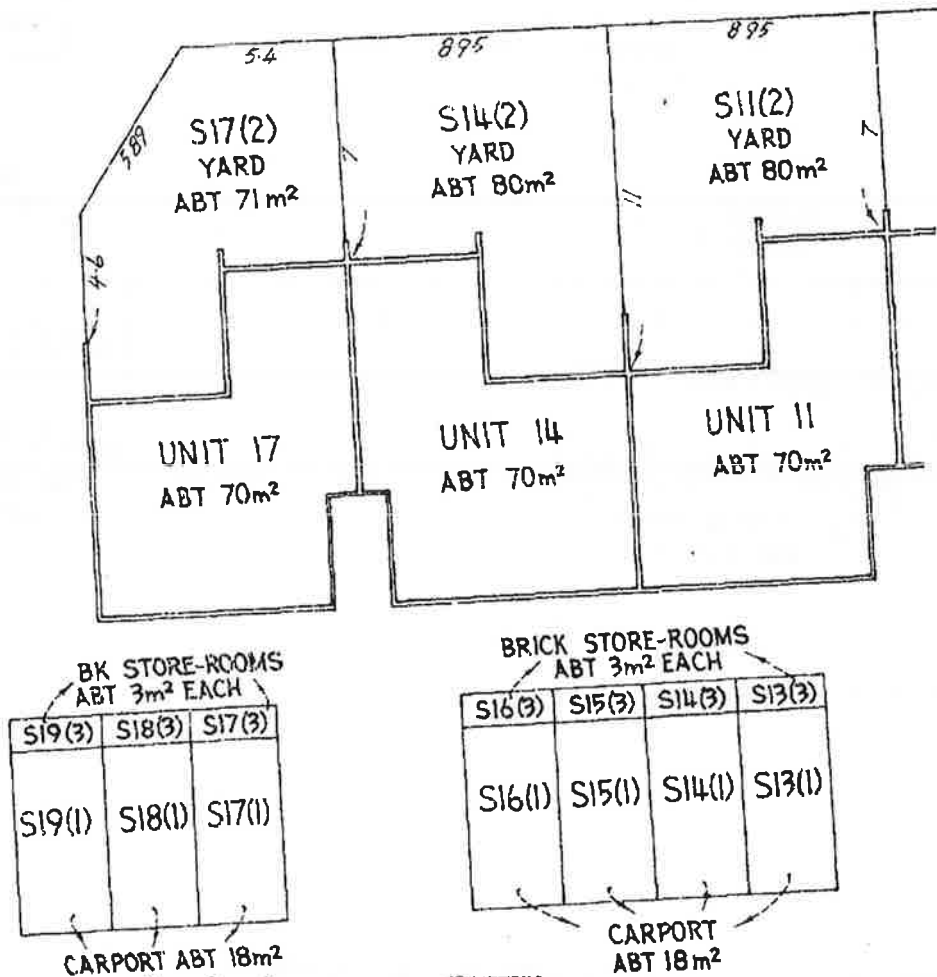 5.4
895
895
589
S17(2)
YARD
ABT 71m²
7
S14(2)
YARD
ABT 80m²
11
S11(2)
YARD
ABT 80m²
7
4.6
UNIT 17
ABT 70m²
UNIT 14
ABT 70m²
UNIT 11
ABT 70m²
BK STORE-ROOMS
ABT 3m² EACH
S19(3) S18(3) S17(3)
S19(1) S18(1) S17(1)
CARPORT ABT 18m²
BRICK STORE-ROOMS
ABT 3m² EACH
S16(3) S15(3) S14(3) S13(3)
S16(1) S15(1) S14(1) S13(1)
CARPORT
ABT 18m²